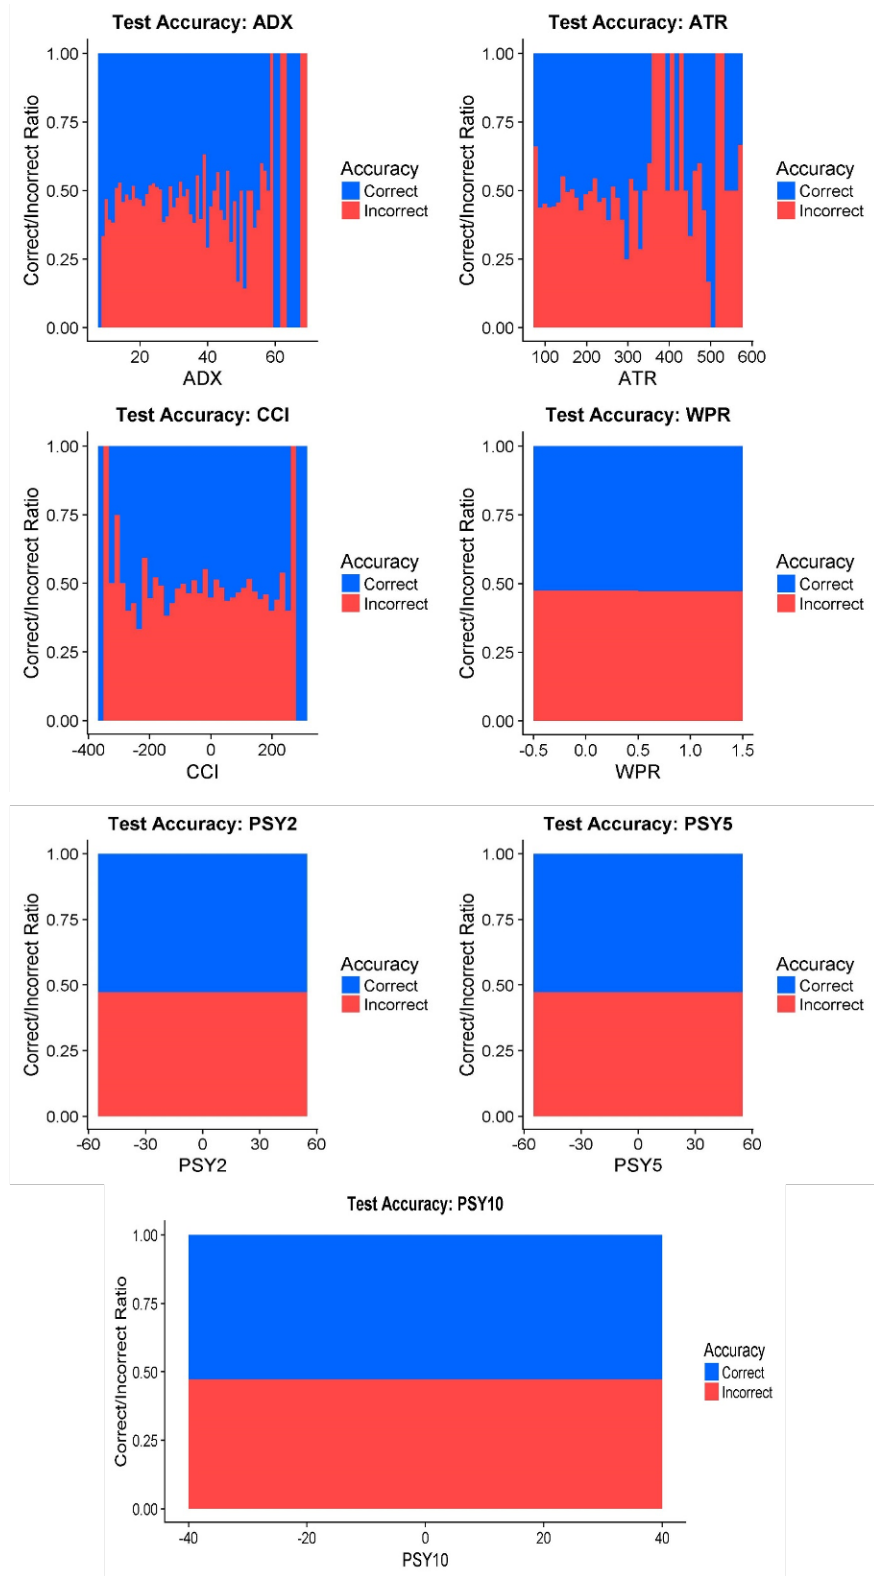 Test Accuracy: ADX
Correct/Incorrect Ratio
1.00
0.75
0.50
0.25
0.00
20 40 60
ADX
Accuracy
Correct
Incorrect
Test Accuracy: ATR
Correct/Incorrect Ratio
1.00
0.75
0.50
0.25
0.00
100 200 300 400 500 600
ATR
Accuracy
Correct
Incorrect
Test Accuracy: CCI
Correct/Incorrect Ratio
1.00
0.75
0.50
0.25
0.00
-400 -200 0 200
CCI
Accuracy
Correct
Incorrect
Test Accuracy: WPR
Correct/Incorrect Ratio
1.00
0.75
0.50
0.25
0.00
-0.5 0.0 0.5 1.0 1.5
WPR
Accuracy
Correct
Incorrect
Test Accuracy: PSY2
Correct/Incorrect Ratio
1.00
0.75
0.50
0.25
0.00
-60 -30 0 30 60
PSY2
Accuracy
Correct
Incorrect
Test Accuracy: PSY5
Correct/Incorrect Ratio
1.00
0.75
0.50
0.25
0.00
-60 -30 0 30 60
PSY5
Accuracy
Correct
Incorrect
Test Accuracy: PSY10
Correct/Incorrect Ratio
1.00
0.75
0.50
0.25
0.00
-40 -20 0 20 40
PSY10
Accuracy
Correct
Incorrect